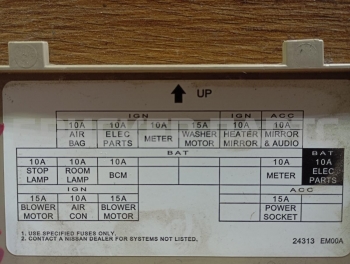 UP
IGN ACC
10A 10A 10A 15A 10A 10A
AIR BAG ELEC PARTS METER WASHER MOTOR HEATER MIRROR MIRROR & AUDIO
BAT BAT
10A 10A 10A 10A 10A
STOP LAMP ROOM LAMP BCM METER ELEC PARTS
IGN ACC
15A 10A 15A 15A
BLOWER MOTOR AIR CON BLOWER MOTOR POWER SOCKET
1. USE SPECIFIED FUSES ONLY.
2. CONTACT A NISSAN DEALER FOR SYSTEMS NOT LISTED.
24313 EM00A